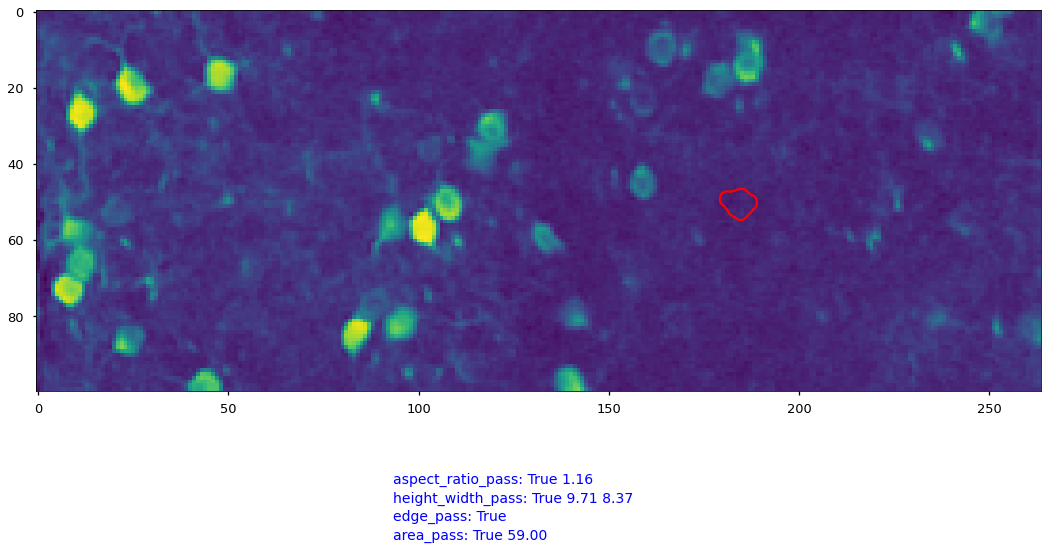 0
20
40
60
80
0 50 100 150 200 250
aspect_ratio_pass: True 1.16
height_width_pass: True 9.71 8.37
edge_pass: True
area_pass: True 59.00